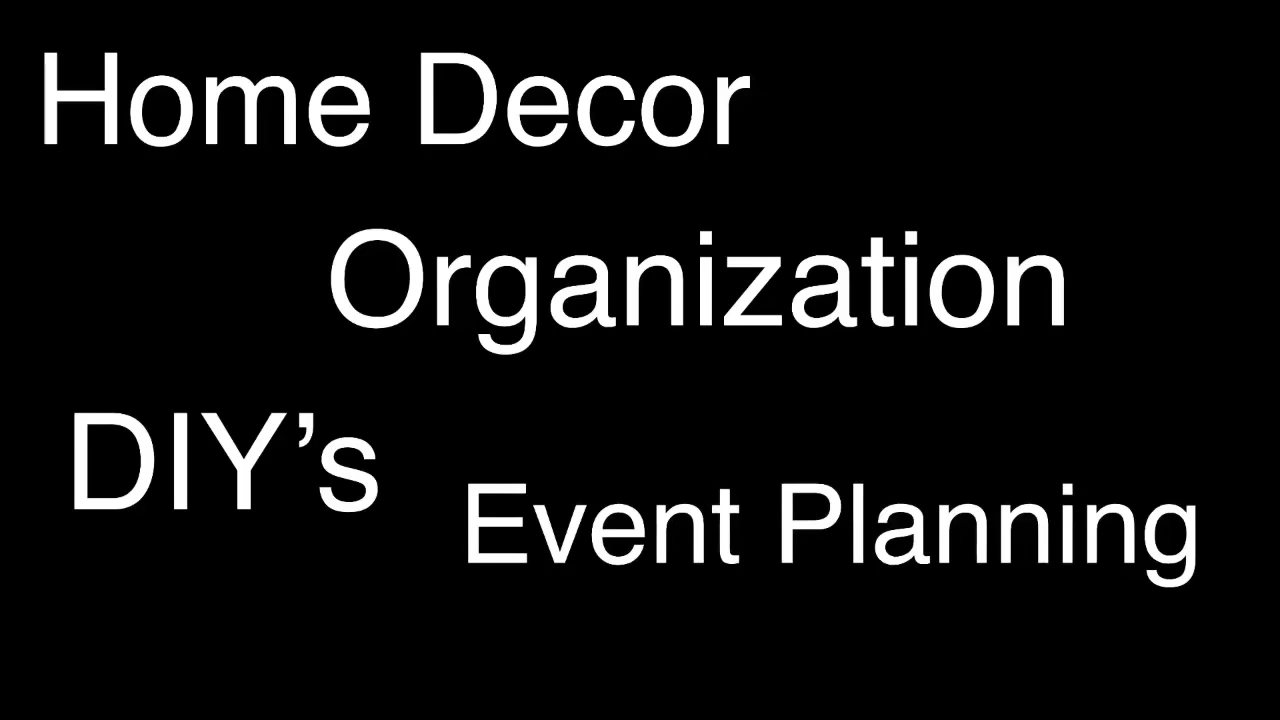 Home Decor
Organization
DIY’s
Event Planning